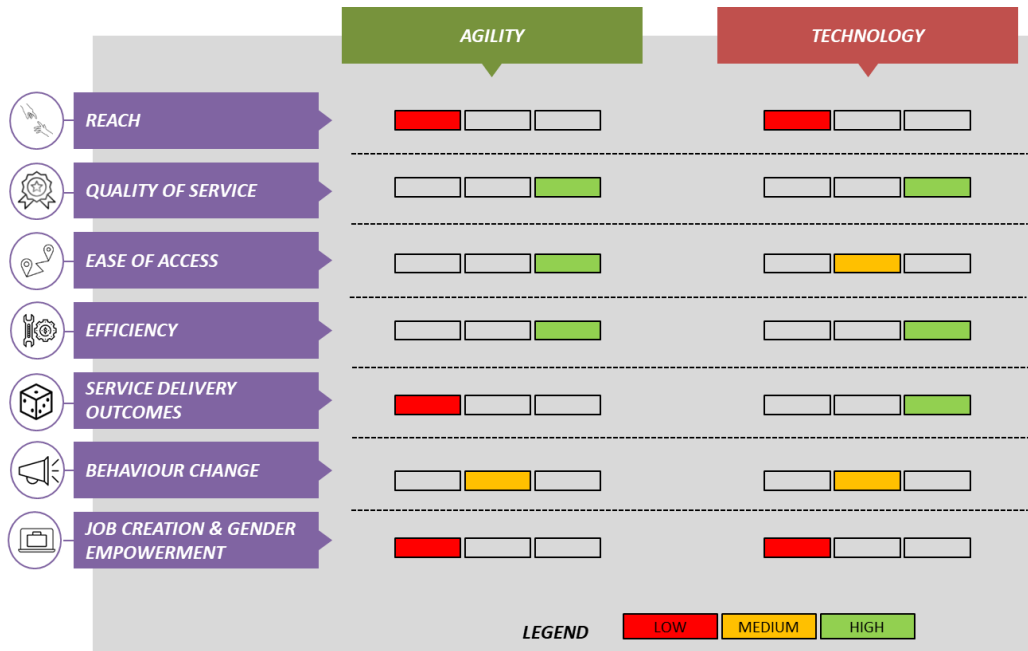 AGILITY
TECHNOLOGY
REACH
QUALITY OF SERVICE
EASE OF ACCESS
EFFICIENCY
SERVICE DELIVERY
OUTCOMES
BEHAVIOUR CHANGE
JOB CREATION & GENDER
EMPOWERMENT
LEGEND
LOW
MEDIUM
HIGH